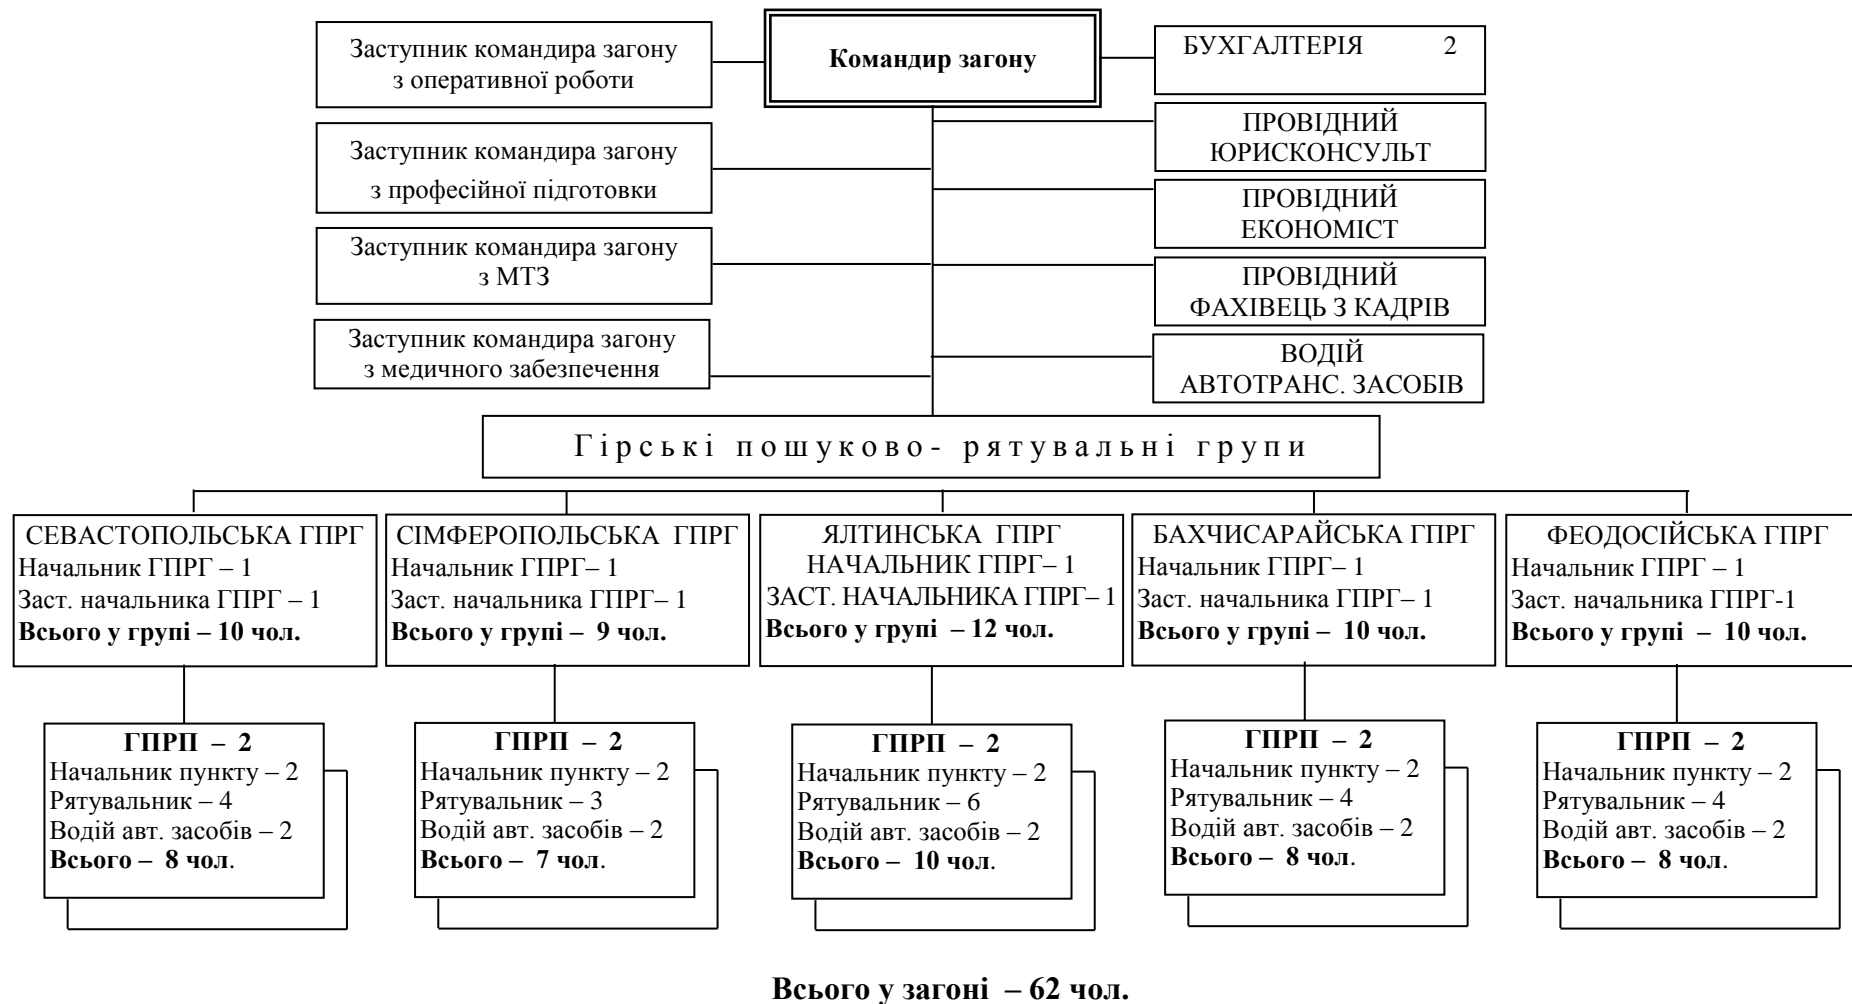 Заступник командира загону
з оперативної роботи
Командир загону
БУХГАЛТЕРІЯ 2
Заступник командира загону
з професійної підготовки
ПРОВІДНИЙ
ЮРИСКОНСУЛЬТ
ПРОВІДНИЙ
ЕКОНОМІСТ
Заступник командира загону
з МТЗ
ПРОВІДНИЙ
ФАХІВЕЦЬ З КАДРІВ
Заступник командира загону
з медичного забезпечення
ВОДІЙ
АВТОТРАНС. ЗАСОБІВ
Гірські пошуково- рятувальні групи
СЕВАСТОПОЛЬСЬКА ГПРГ
Начальник ГПРГ – 1
Заст. начальника ГПРГ – 1
Всього у групі – 10 чол.
СІМФЕРОПОЛЬСЬКА ГПРГ
Начальник ГПРГ– 1
Заст. начальника ГПРГ– 1
Всього у групі – 9 чол.
ЯЛТИНСЬКА ГПРГ
НАЧАЛЬНИК ГПРГ– 1
ЗАСТ. НАЧАЛЬНИКА ГПРГ– 1
Всього у групі – 12 чол.
БАХЧИСАРАЙСЬКА ГПРГ
Начальник ГПРГ– 1
Заст. начальника ГПРГ– 1
Всього у групі – 10 чол.
ФЕОДОСІЙСЬКА ГПРГ
Начальник ГПРГ – 1
Заст. начальника ГПРГ-1
Всього у групі – 10 чол.
ГПРП – 2
Начальник пункту – 2
Рятувальник – 4
Водій авт. засобів – 2
Всього – 8 чол.
ГПРП – 2
Начальник пункту – 2
Рятувальник – 3
Водій авт. засобів – 2
Всього – 7 чол.
ГПРП – 2
Начальник пункту – 2
Рятувальник – 6
Водій авт. засобів – 2
Всього – 10 чол.
ГПРП – 2
Начальник пункту – 2
Рятувальник – 4
Водій авт. засобів – 2
Всього – 8 чол.
ГПРП – 2
Начальник пункту – 2
Рятувальник – 4
Водій авт. засобів – 2
Всього – 8 чол.
Всього у загоні – 62 чол.